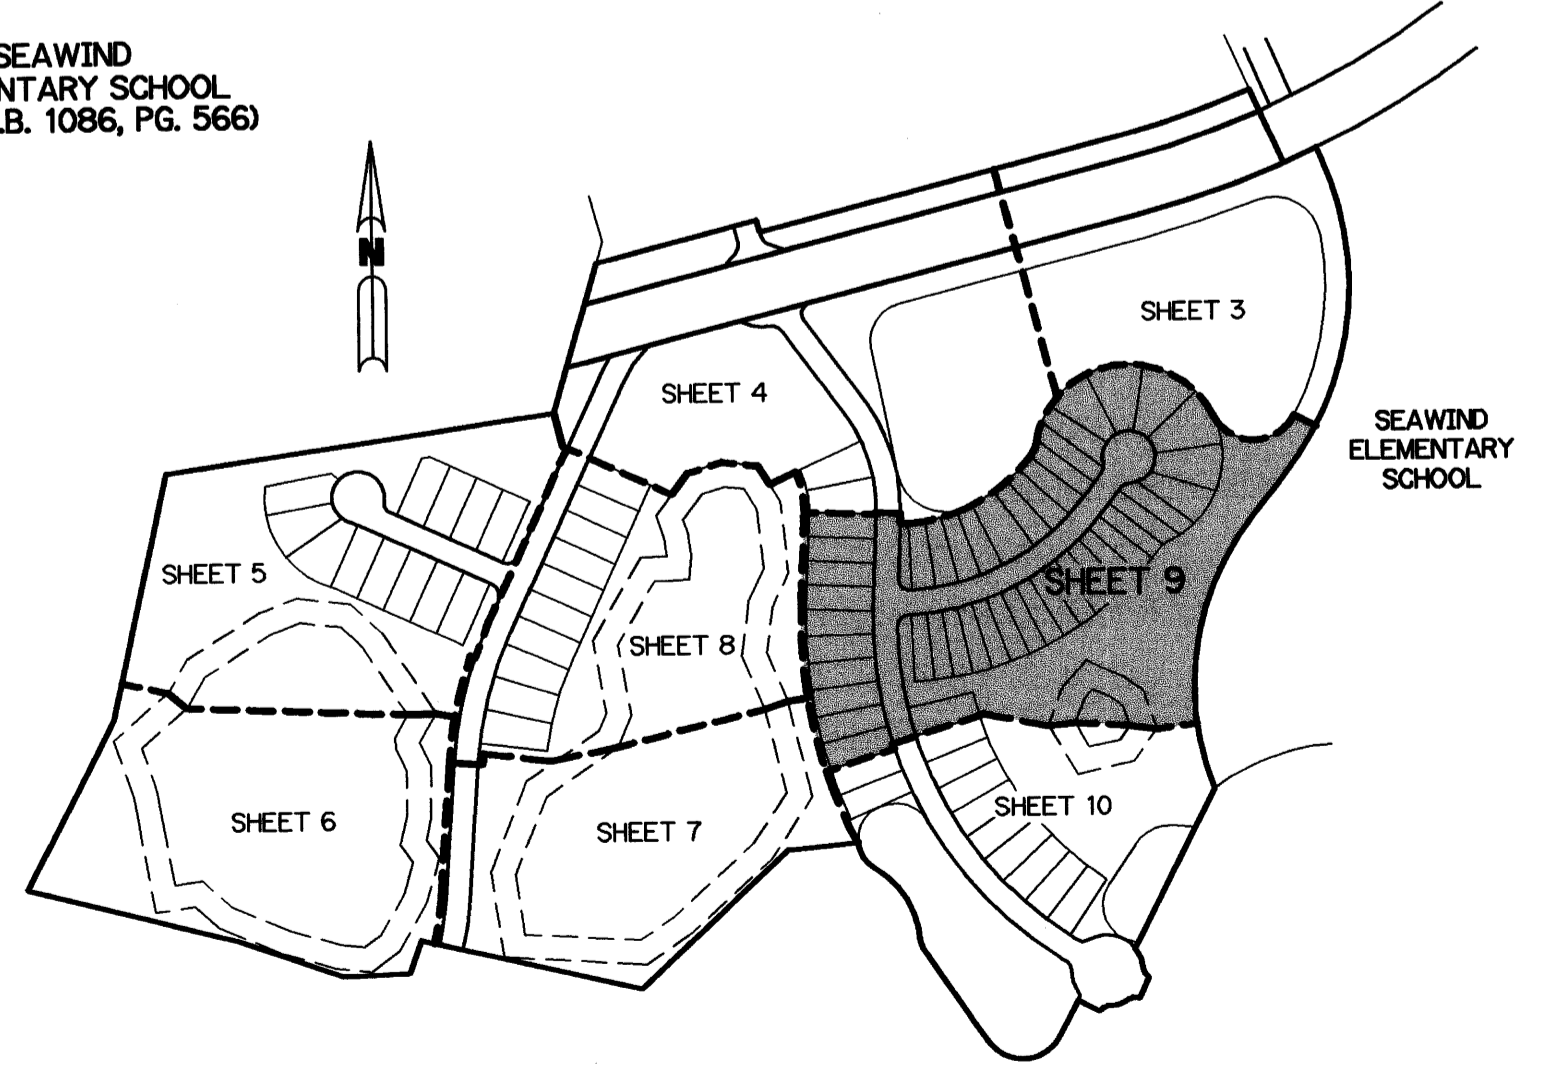 SEAWIND
NTARY SCHOOL
.B. 1086, PG. 566)
N
SHEET 3
SHEET 4
SEAWIND
ELEMENTARY
SCHOOL
SHEET 5
SHEET 9
SHEET 8
SHEET 10
SHEET 6
SHEET 7